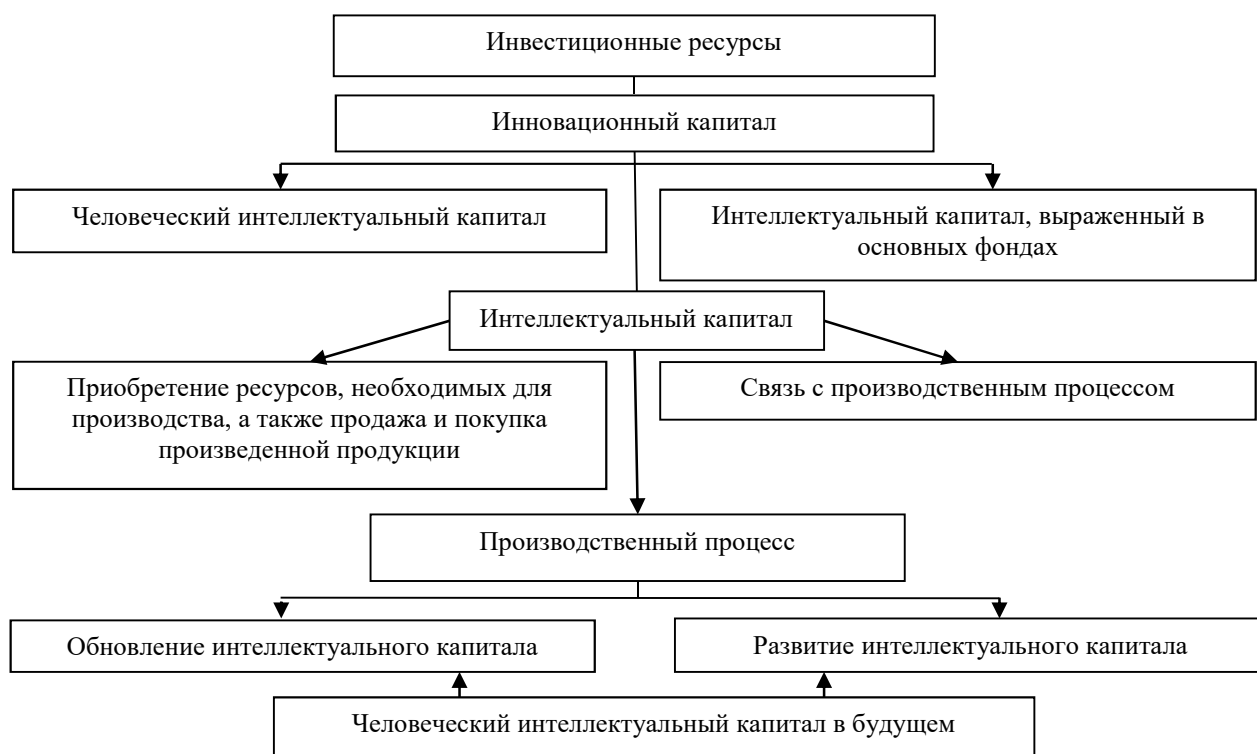 Инвестиционные ресурсы
Инновационный капитал
Человеческий интеллектуальный капитал
Интеллектуальный капитал, выраженный в
основных фондах
Интеллектуальный капитал
Приобретение ресурсов, необходимых для
производства, а также продажа и покупка
произведенной продукции
Связь с производственным процессом
Производственный процесс
Обновление интеллектуального капитала
Развитие интеллектуального капитала
Человеческий интеллектуальный капитал в будущем